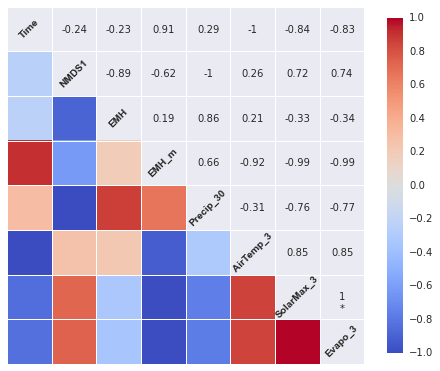 Time -0.24 -0.23 0.91 0.29 -1 -0.84 -0.83
NMDS1 -0.89 -0.62 -1 0.26 0.72 0.74
EMH 0.19 0.86 0.21 -0.33 -0.34
EMH_m 0.66 -0.92 -0.99 -0.99
Precip_30 -0.31 -0.76 -0.77
AirTemp_3 0.85 0.85
SolarMax_3 1
*
Evapo_3
1.0
0.8
0.6
0.4
0.2
0.0
−0.2
−0.4
−0.6
−0.8
−1.0